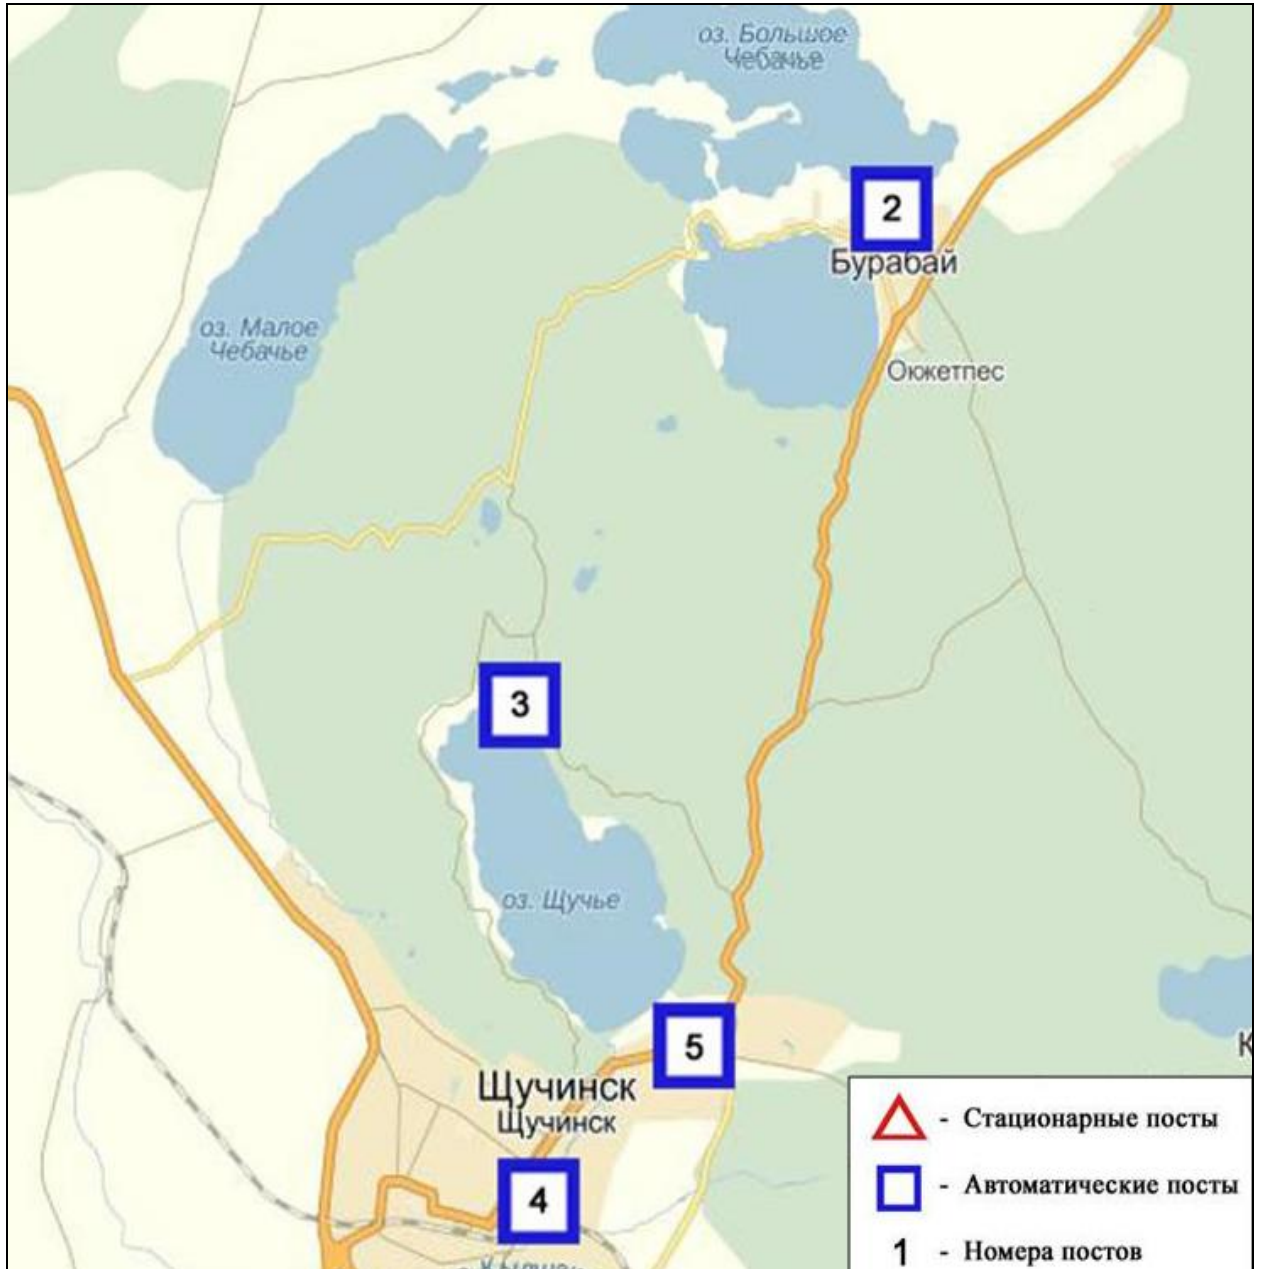 оз. Большое
Чебачье
2
Бурабай
оз. Малое
Чебачье
Окжетпес
3
оз. Щучье
5
К
Щучинск
Щучинск
4
- Стационарные посты
- Автоматические посты
1 - Номера постов